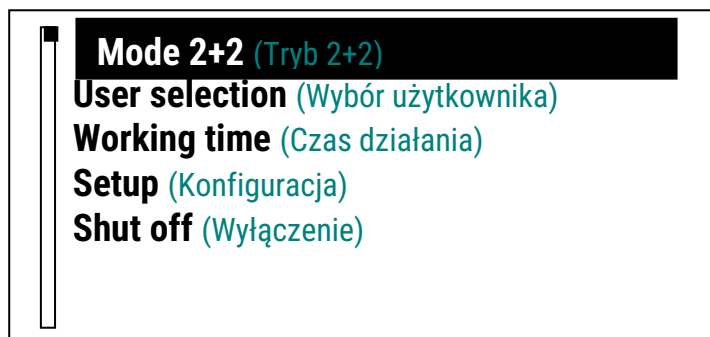 Mode 2+2 (Tryb 2+2)
User selection (Wybór użytkownika)
Working time (Czas działania)
Setup (Konfiguracja)
Shut off (Wyłączenie)